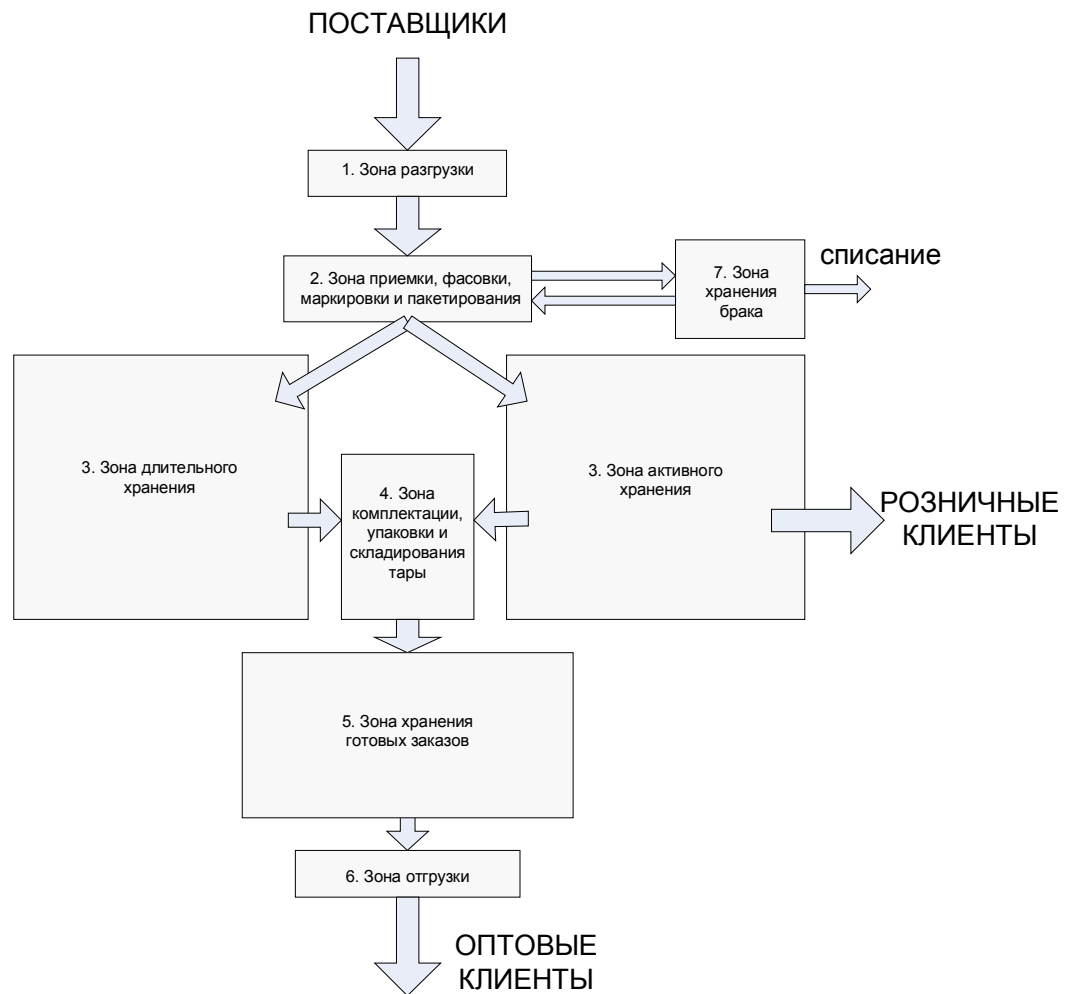 ПОСТАВЩИКИ
1. Зона разгрузки
2. Зона приемки, фасовки,
маркировки и пакетирования
7. Зона
хранения
брака
списание
3. Зона длительного
хранения
4. Зона
комплектации,
упаковки и
складирования
тары
3. Зона активного
хранения
РОЗНИЧНЫЕ
КЛИЕНТЫ
5. Зона хранения
готовых заказов
6. Зона отгрузки
ОПТОВЫЕ
КЛИЕНТЫ